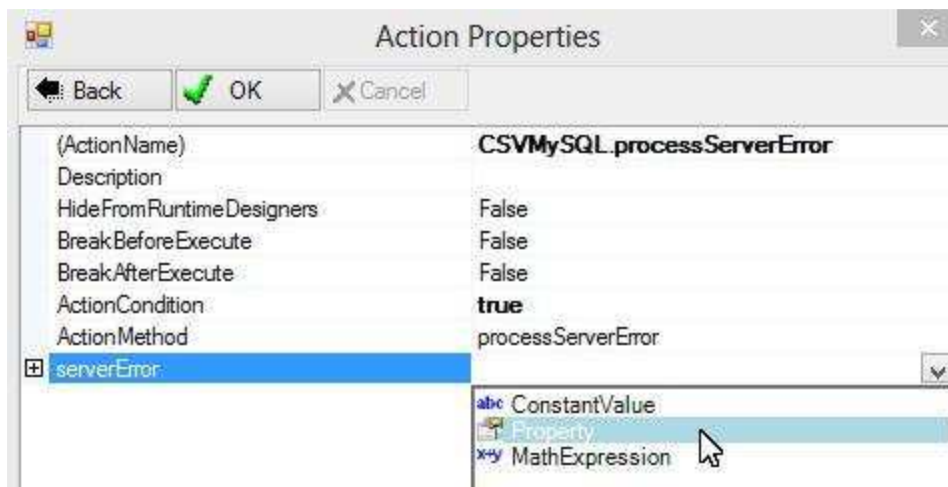 Action Properties
Back OK Cancel
(ActionName) CSVMySQL.processServerError
Description
HideFromRuntimeDesigners False
BreakBeforeExecute False
BreakAfterExecute False
ActionCondition true
ActionMethod processServerError
serverError
abc ConstantValue
Property
x+y MathExpression